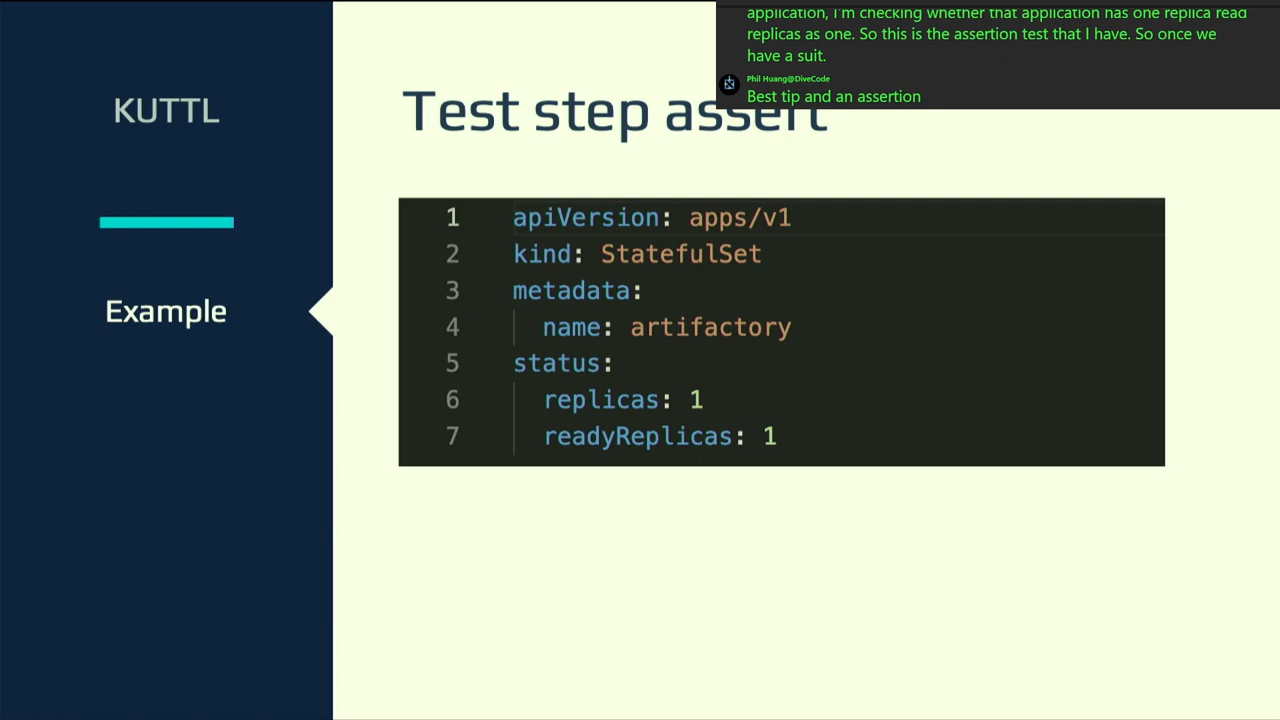 application, I'm checking whether that application has one replica read
replicas as one. So this is the assertion test that I have. So once we
have a suit.
Phil Huang@DiveCode
Best tip and an assertion
KUTTL
Example
Test step assert
1 apiVersion: apps/v1
2 kind: StatefulSet
3 metadata:
4 name: artifactory
5 status:
6 replicas: 1
7 readyReplicas: 1